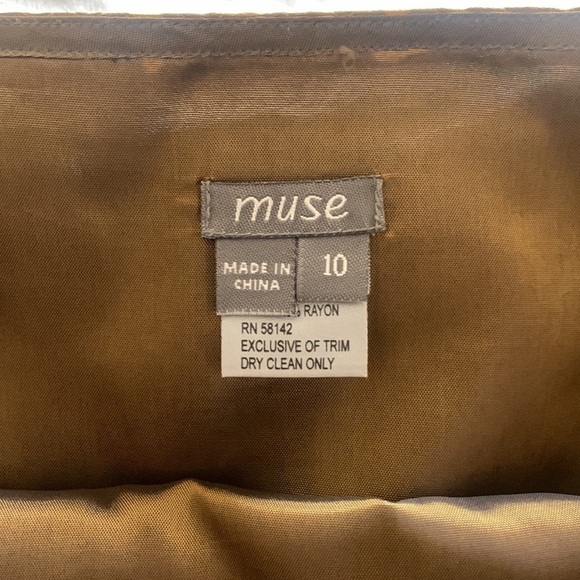 muse
MADE IN
CHINA
10
% RAYON
RN 58142
EXCLUSIVE OF TRIM
DRY CLEAN ONLY